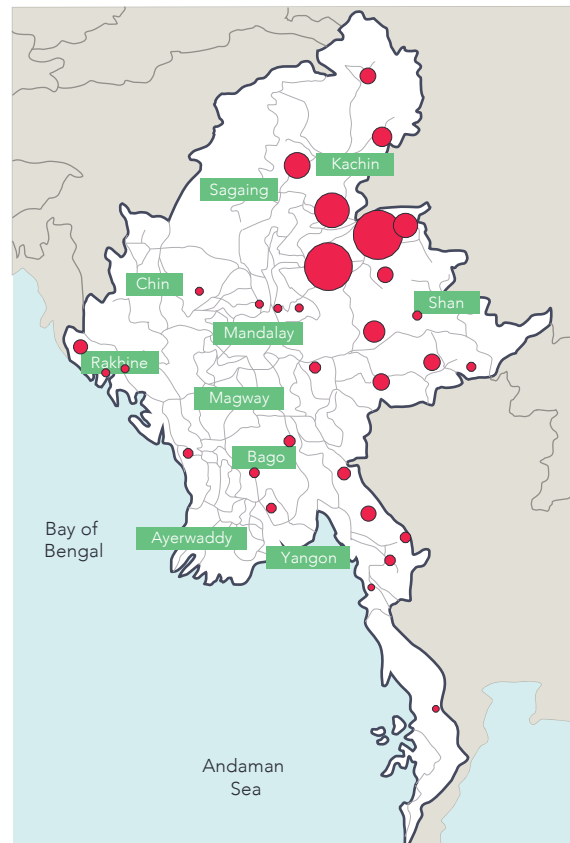 Kachin
Sagaing
Chin
Shan
Mandalay
Rakhine
Magway
Bago
Bay of
Bengal
Ayerwaddy
Yangon
Andaman
Sea